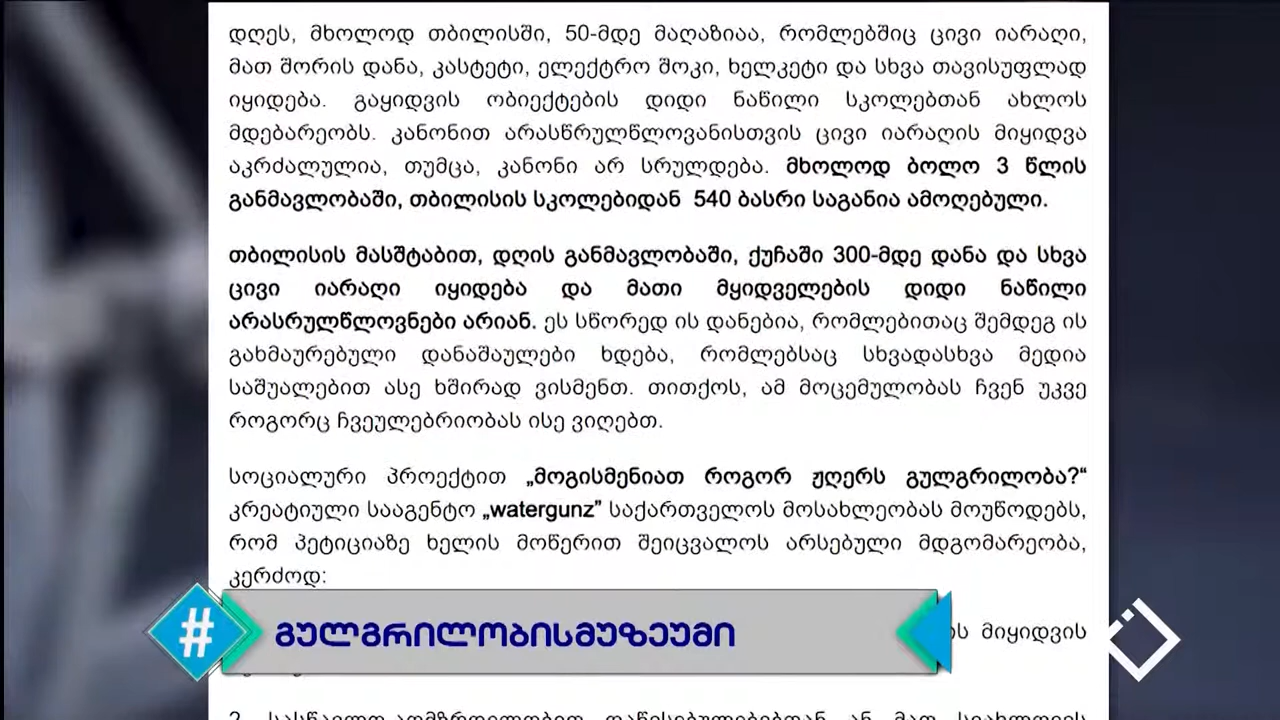 დღეს, მხოლოდ თბილისში, 50-მდე მაღაზიაა, რომლებშიც ცივი იარაღი,
მათ შორის დანა, კასტეტი, ელექტრო შოკი, ხელკეტი და სხვა თავისუფლად
იყიდება. გაყიდვის ობიექტების დიდი ნაწილი სკოლებთან ახლოს
მდებარეობს. კანონით არასწრულწლოვანისთვის ცივი იარაღის მიყიდვა
აკრძალულია, თუმცა, კანონი არ სრულდება. მხოლოდ ბოლო 3 წლის
განმავლობაში, თბილისის სკოლებიდან 540 ბასრი საგანია ამოღებული.
თბილისის მასშტაბით, დღის განმავლობაში, ქუჩაში 300-მდე დანა და სხვა
ცივი იარაღი იყიდება და მათი მყიდველების დიდი ნაწილი
არასრულწლოვნები არიან. ეს სწორედ ის დანებია, რომლებითაც შემდეგ ის
გახმაურებული დანაშაულები ხდება, რომლებსაც სხვადასხვა მედია
საშუალებით ასე ხშირად ვისმენთ. თითქოს, ამ მოცემულობას ჩვენ უკვე
როგორც ჩვეულებრიობას ისე ვიღებთ.
სოციალური პროექტით „მოგისმენიათ როგორ ჟღერს გულგრილობა?“
კრეატიული სააგენტო „watergunz” საქართველოს მოსახლეობას მოუწოდებს,
რომ პეტიციაზე ხელის მოწერით შეიცვალოს არსებული მდგომარეობა,
კერძოდ:
მიყიდვის
# გულგრილობისმუზეუმი